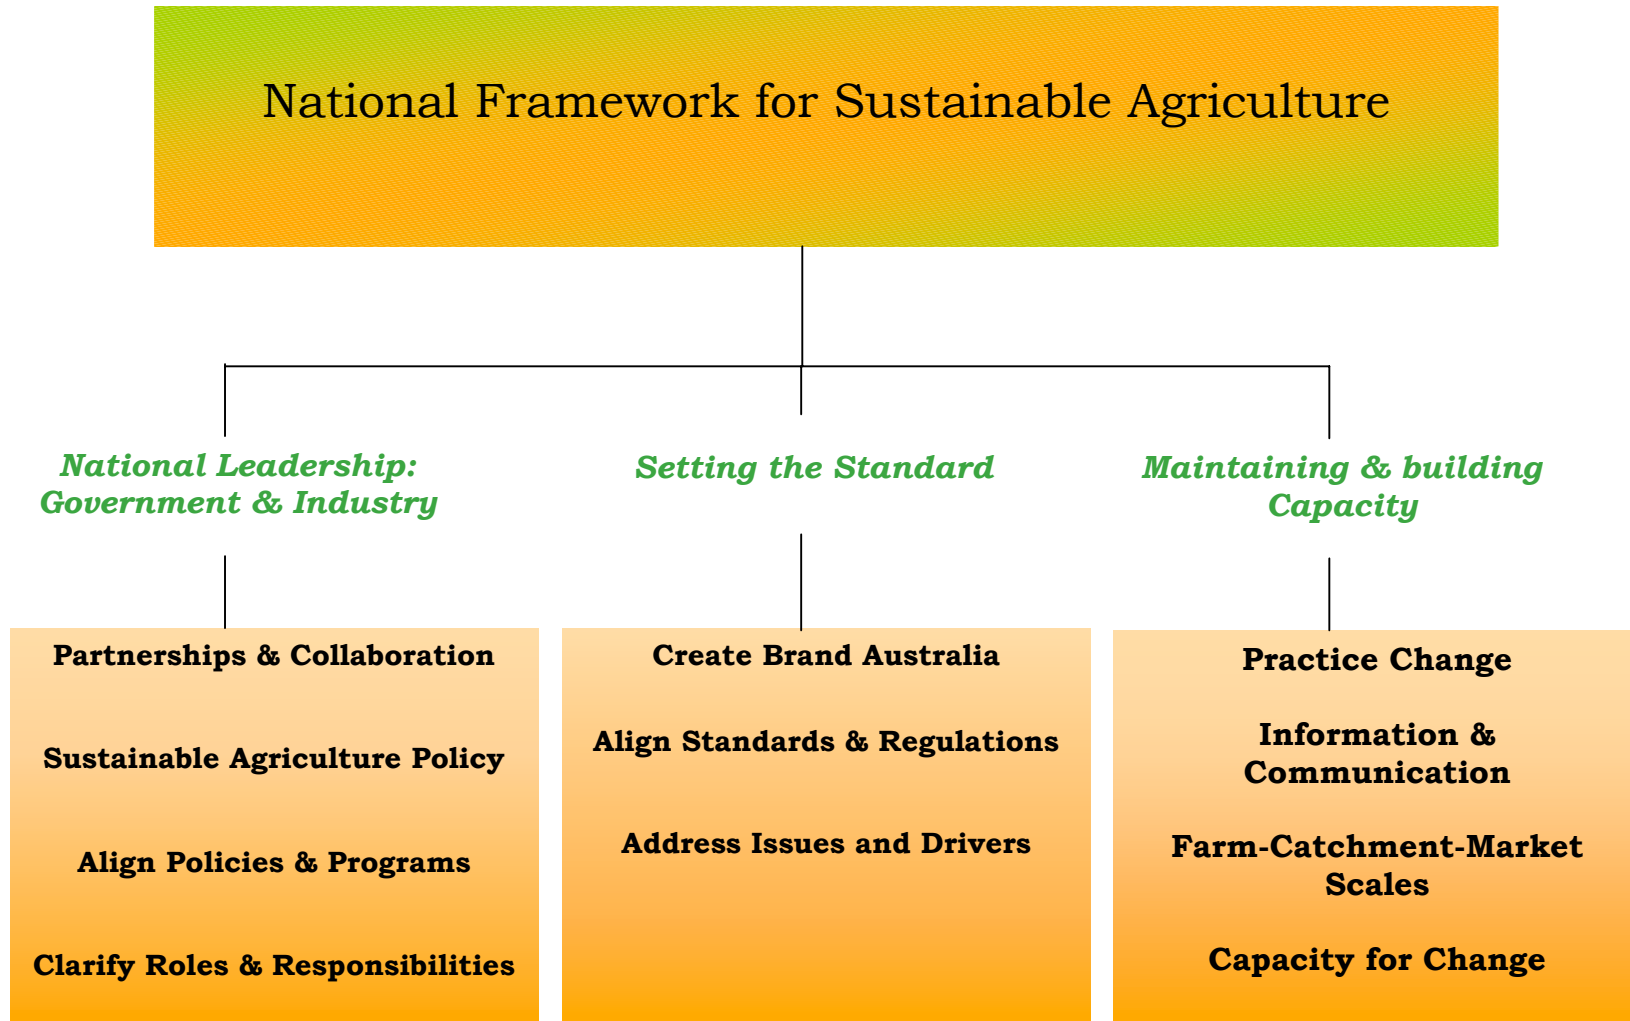 National Framework for Sustainable Agriculture
National Leadership:
Government & Industry
Setting the Standard
Maintaining & building
Capacity
Partnerships & Collaboration
Sustainable Agriculture Policy
Align Policies & Programs
Clarify Roles & Responsibilities
Create Brand Australia
Align Standards & Regulations
Address Issues and Drivers
Practice Change
Information &
Communication
Farm-Catchment-Market
Scales
Capacity for Change